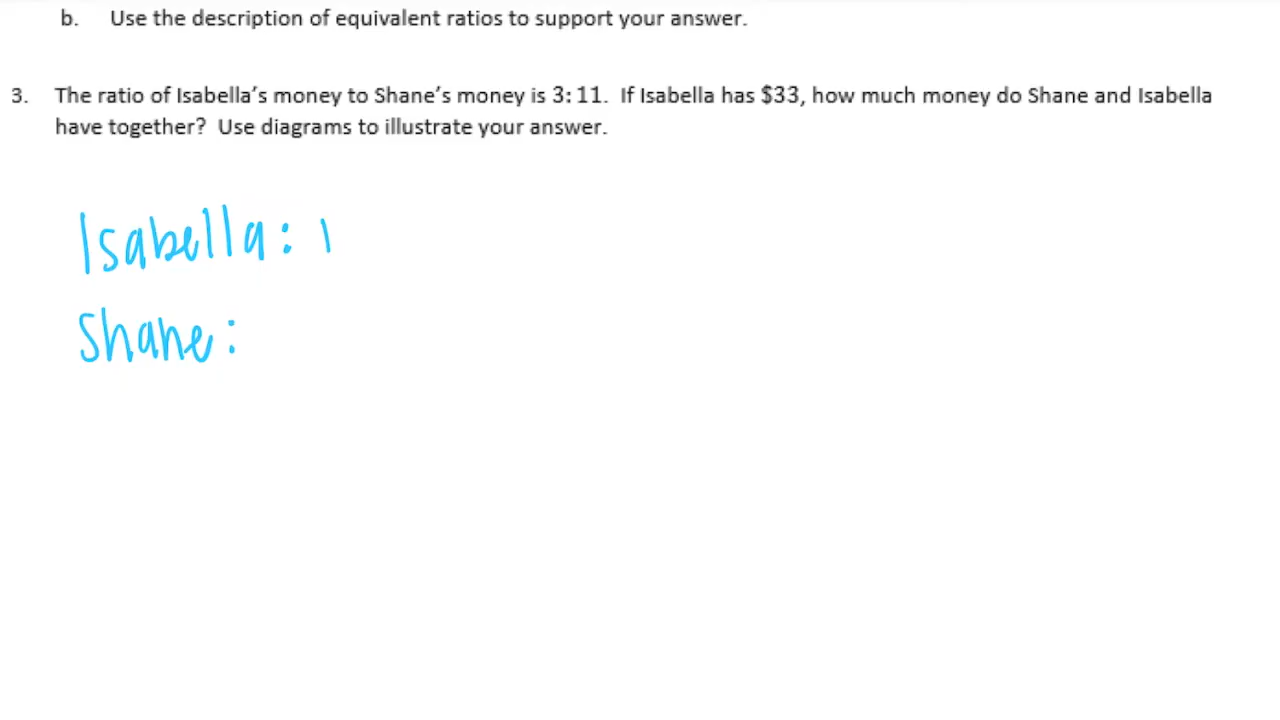 b. Use the description of equivalent ratios to support your answer.
3. The ratio of Isabella’s money to Shane’s money is 3:11. If Isabella has $33, how much money do Shane and Isabella
have together? Use diagrams to illustrate your answer.
Isabella:
Shane: